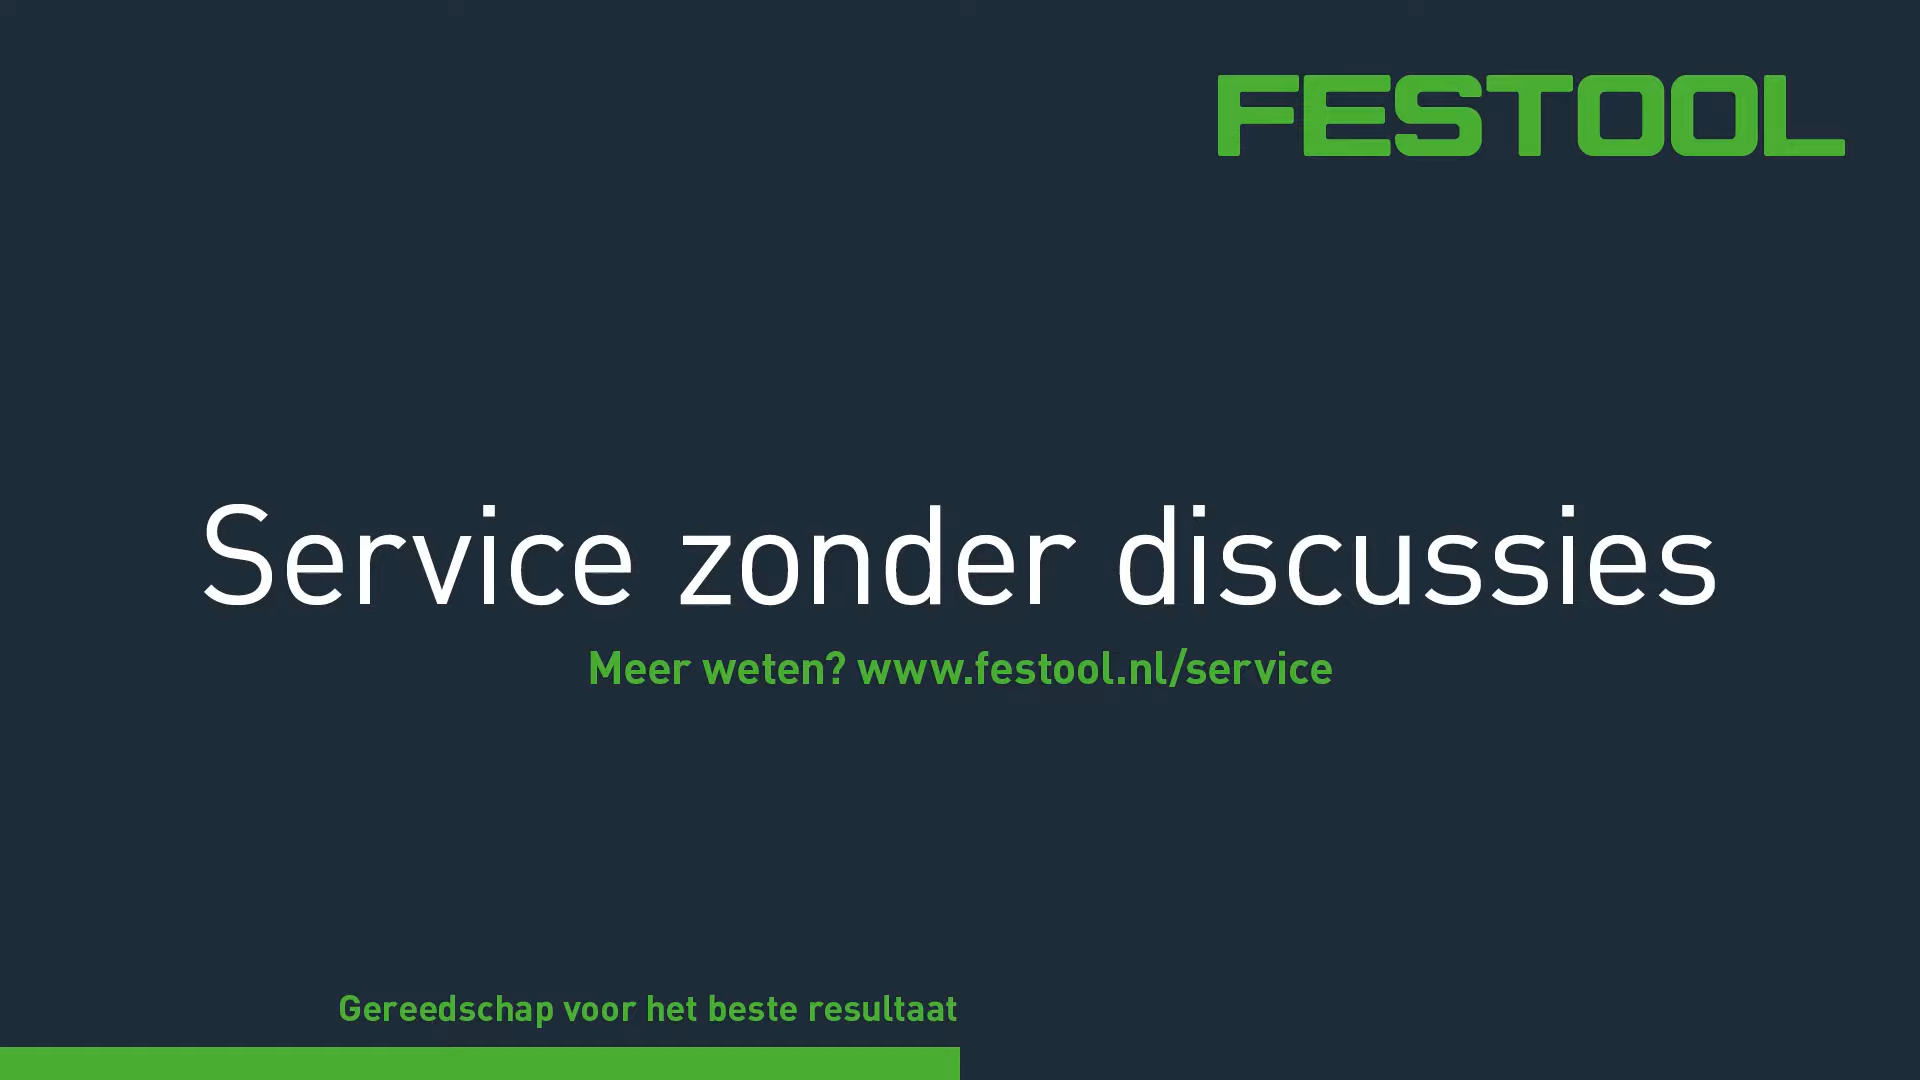 FESTOOL
Service zonder discussies
Meer weten? www.festool.nl/service
Gereedschap voor het beste resultaat